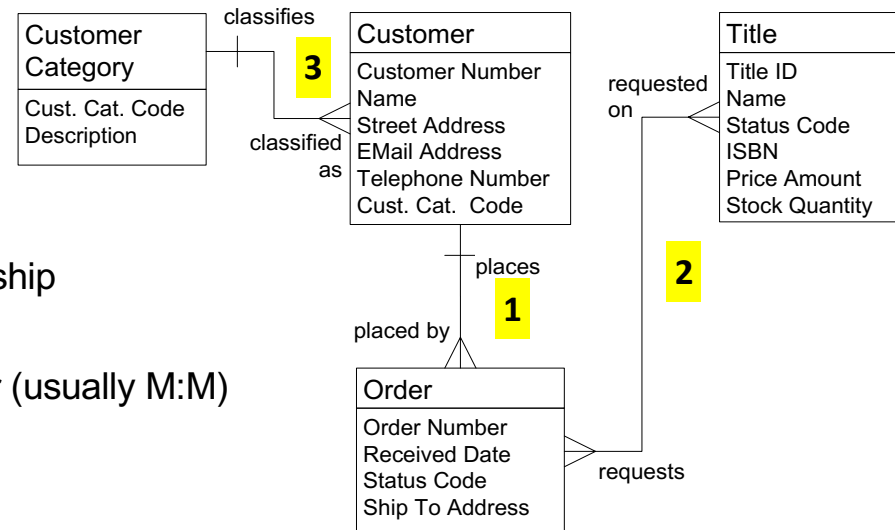 classifies
Customer
Category
Cust. Cat. Code
Description
3
classified
as
Customer
Customer Number
Name
Street Address
EMail Address
Telephone Number
Cust. Cat.  Code
requested
on
Title
Title ID
Name
Status Code
ISBN
Price Amount
Stock Quantity
ship
places
1
2
placed by
(usually M:M)
Order
Order Number
Received Date
Status Code
Ship To Address
requests